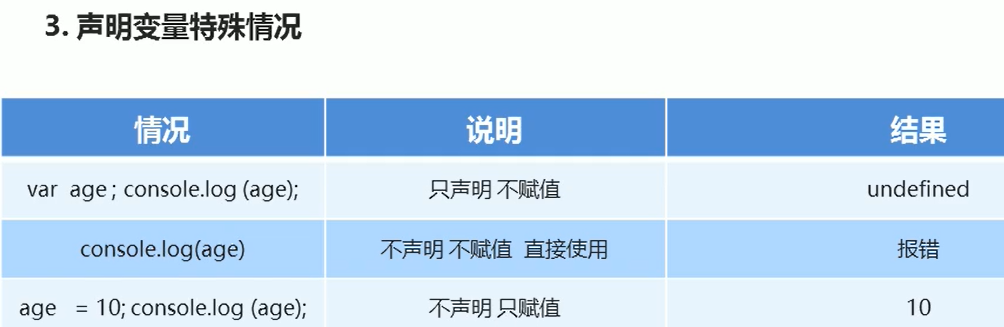 3. 声明变量特殊情况
情况 说明 结果
var age ; console.log (age); 只声明 不赋值 undefined
console.log(age) 不声明 不赋值 直接使用 报错
age = 10; console.log (age); 不声明 只赋值 10